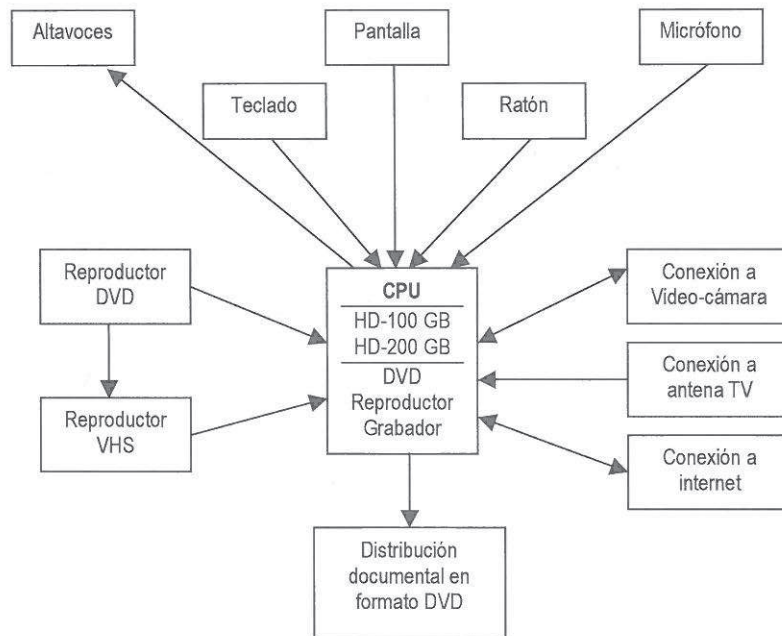 Altavoces
Pantalla
Micrófono
Teclado
Ratón
Reproductor
DVD
CPU
HD-100 GB
HD-200 GB
DVD
Reproductor
Grabador
Conexión a
Video-cámara
Conexión a
antena TV
Reproductor
VHS
Conexión a
internet
Distribución
documental en
formato DVD